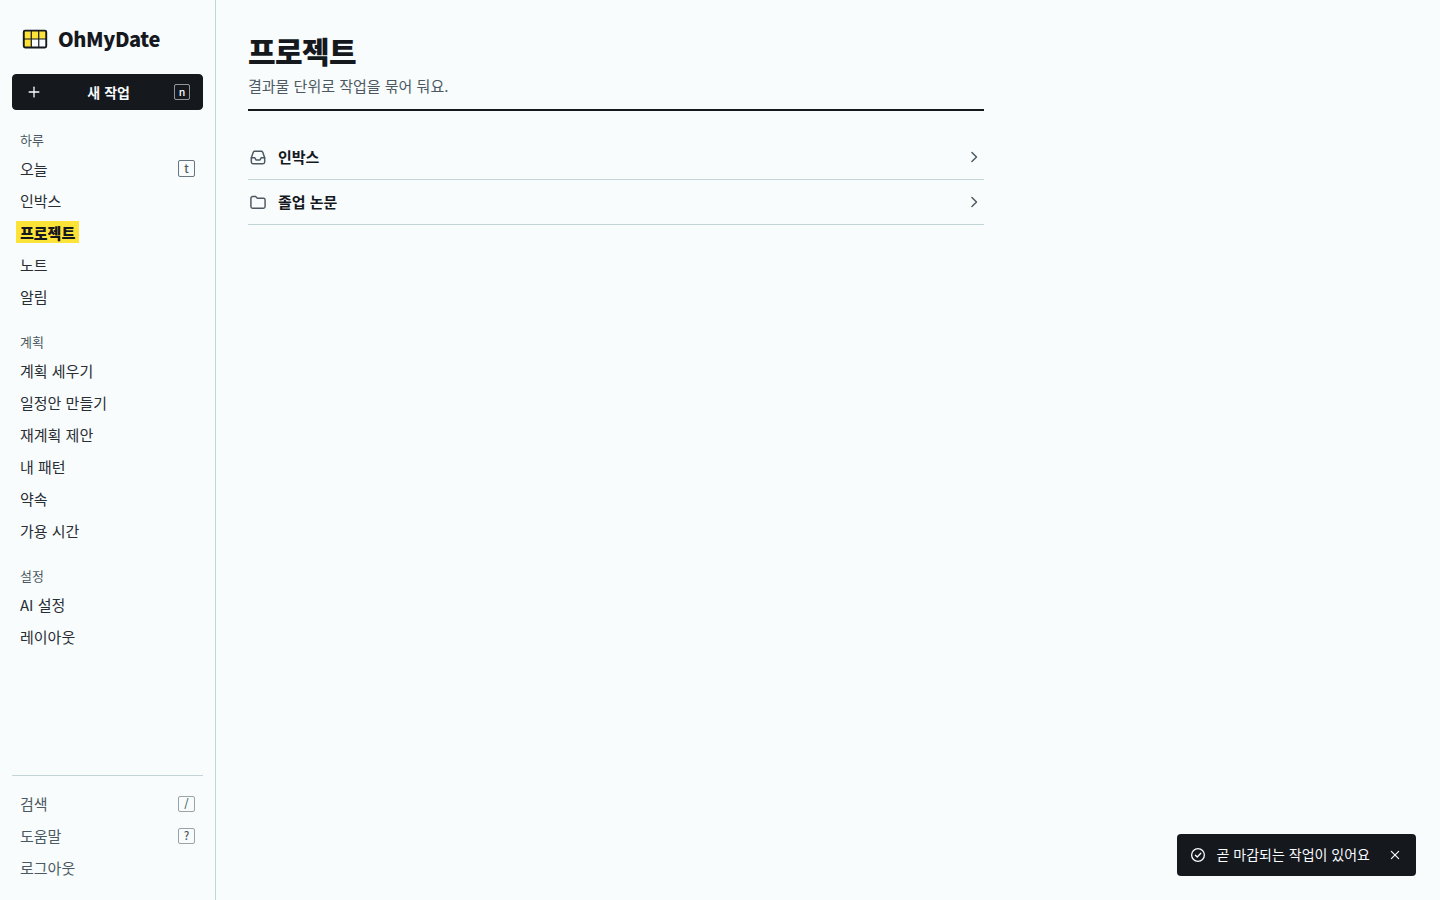 OhMyDate
새 작업 n
하루
오늘 t
인박스
프로젝트
노트
알림
계획
계획 세우기
일정안 만들기
재계획 제안
내 패턴
약속
가용 시간
설정
AI 설정
레이아웃
검색 /
도움말 ?
로그아웃
프로젝트
결과물 단위로 작업을 묶어 둬요.
인박스
졸업 논문
곧 마감되는 작업이 있어요